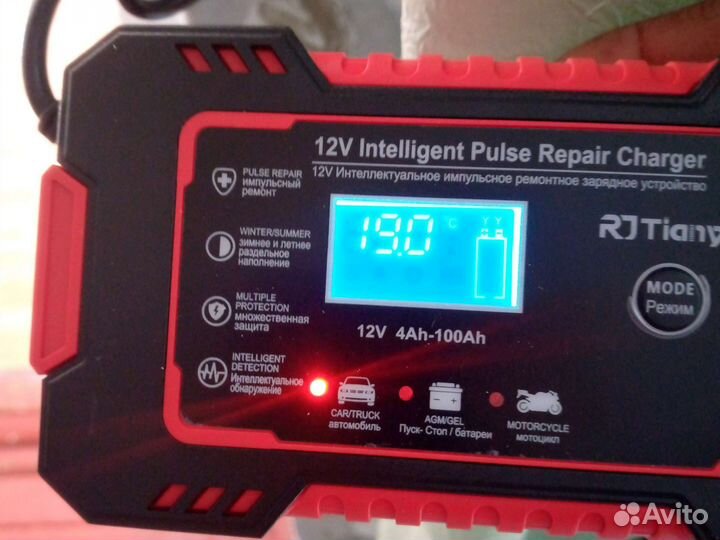 12V Intelligent Pulse Repair Charger
12V Интеллектуальное импульсное ремонтное зарядное устройство
PULSE REPAIR
импульсный
ремонт
WINTER/SUMMER
зимнее и летнее
раздельное
наполнение
MULTIPLE
PROTECTION
множественная
защита
INTELLIGENT
DETECTION
Интеллектуальное
обнаружение
19.0 °C
RJTiany
MODE
Режим
12V 4Ah-100Ah
CAR/TRUCK
автомобиль
AGM/GEL
Пуск- Стоп / батареи
MOTORCYCLE
мотоцикл
Avito